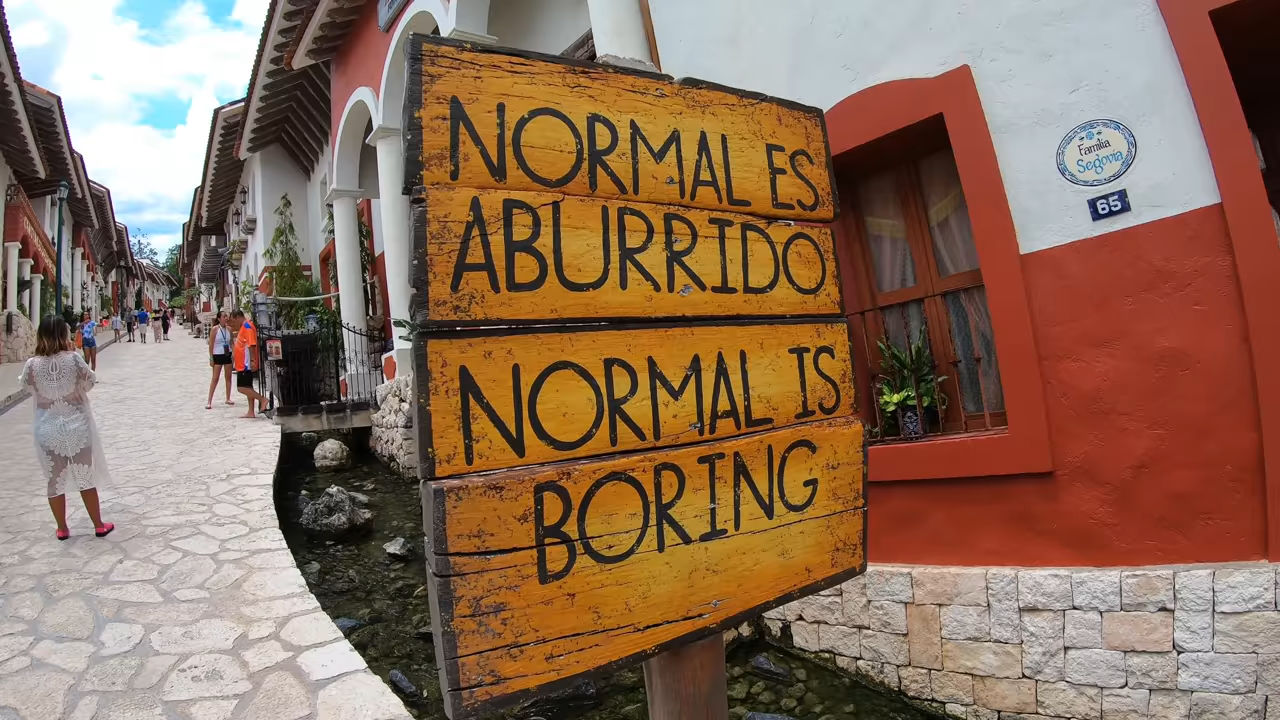 NORMAL ES
ABURRIDO
NORMAL IS
BORING
Familia
Segovia
65